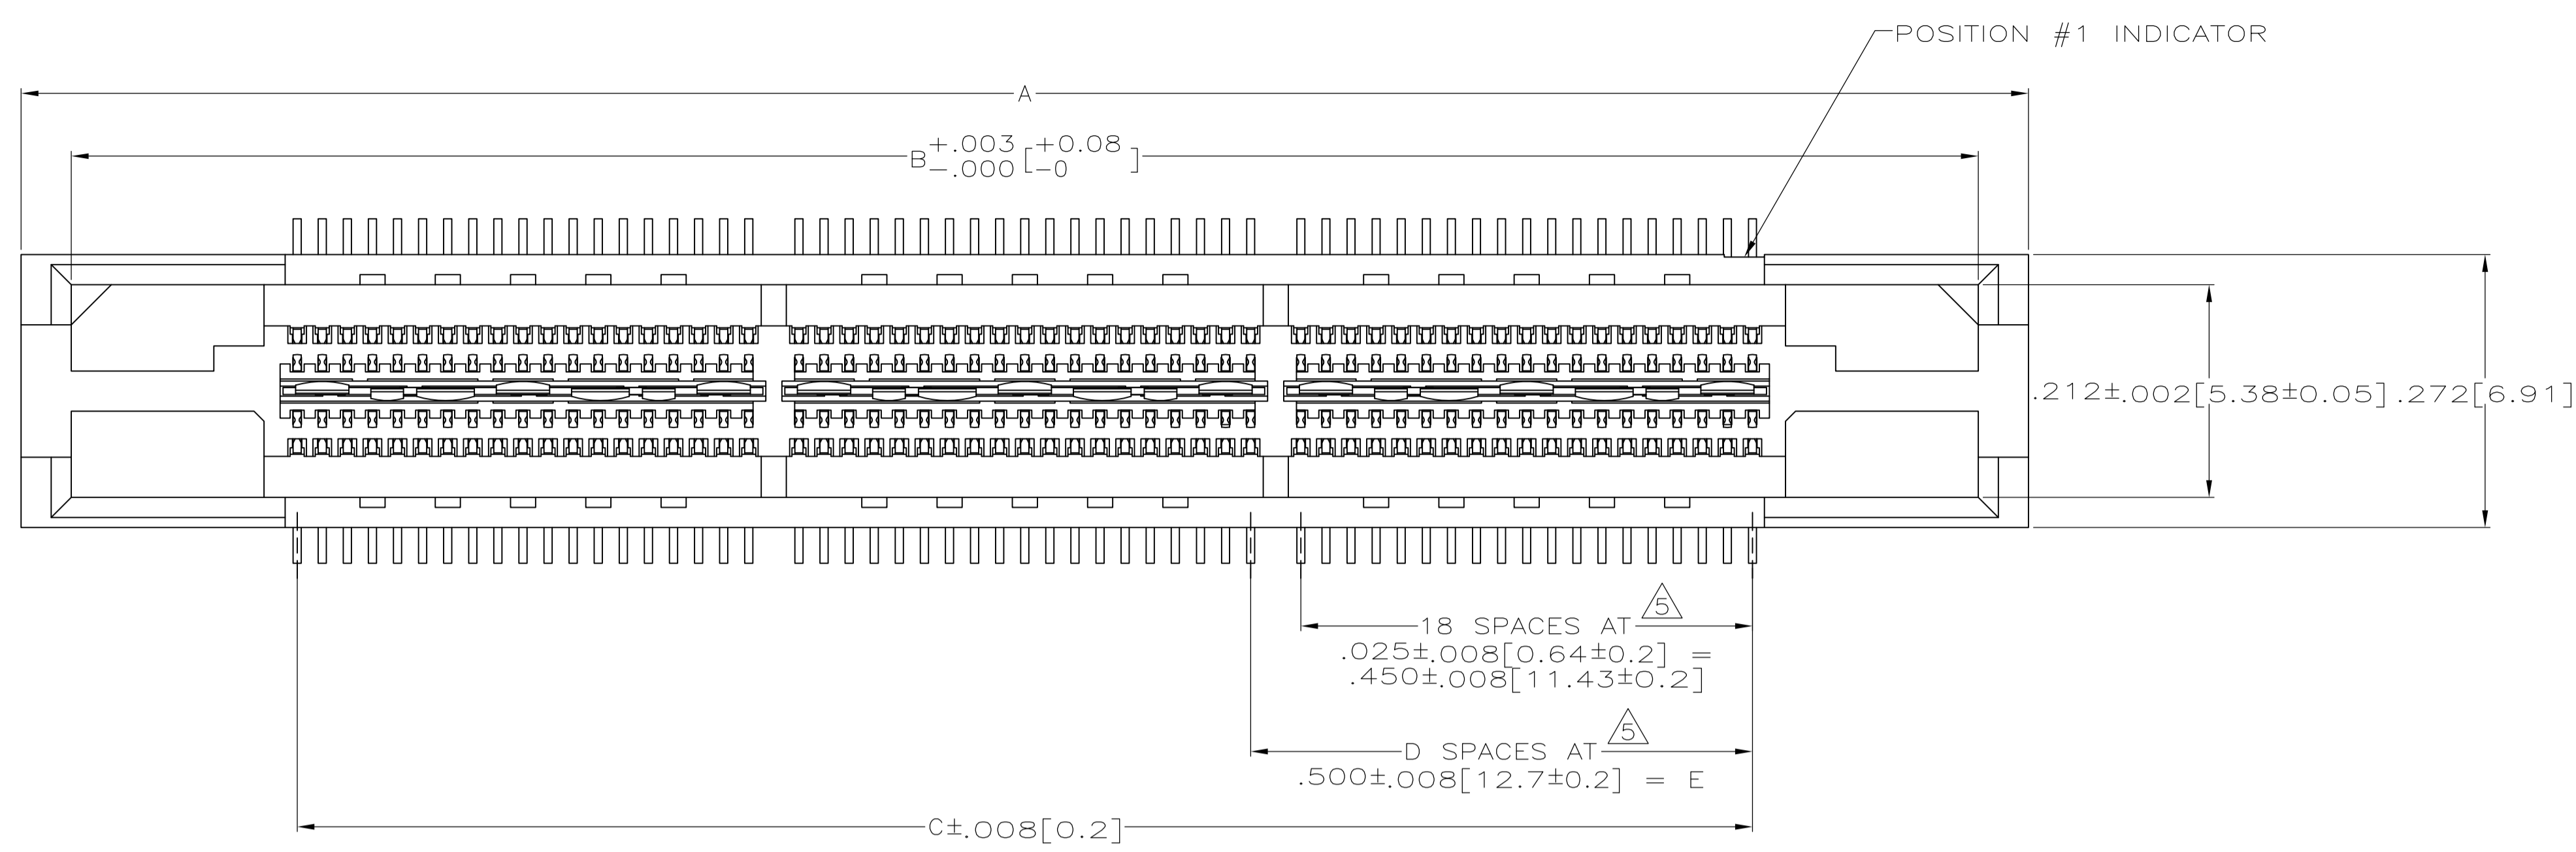 POSITION #1 INDICATOR
A
B +.003 [+0.08]
-.000 [-0]
.212±.002[5.38±0.05]
.272[6.91]
5
18 SPACES AT
.025±.008[0.64±0.2] =
.450±.008[11.43±0.2]
5
D SPACES AT
.500±.008[12.7±0.2] = E
C±.008[0.2]